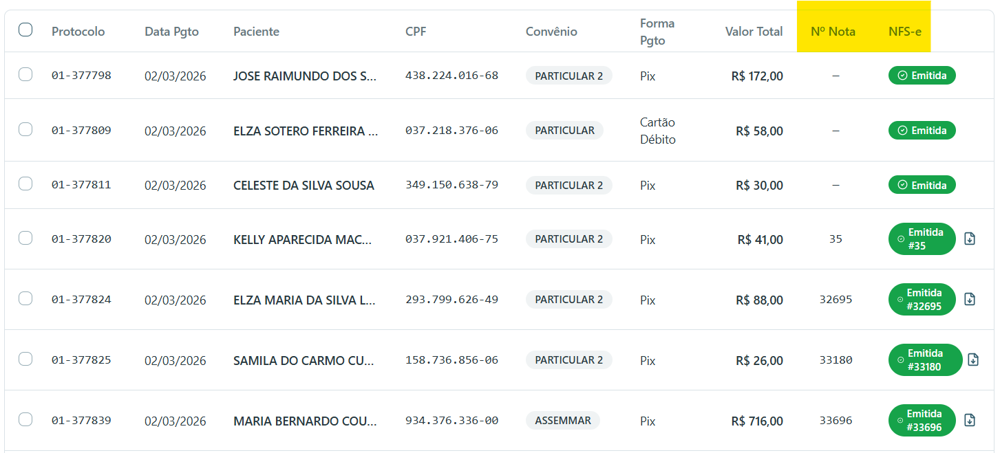 Protocolo Data Pgto Paciente CPF Convênio Forma Pgto Valor Total Nº Nota NFS-e
01-377798 02/03/2026 JOSE RAIMUNDO DOS S... 438.224.016-68 PARTICULAR 2 Pix R$ 172,00 – Emitida
01-377809 02/03/2026 ELZA SOTERO FERREIRA ... 037.218.376-06 PARTICULAR Cartão Débito R$ 58,00 – Emitida
01-377811 02/03/2026 CELESTE DA SILVA SOUSA 349.150.638-79 PARTICULAR 2 Pix R$ 30,00 – Emitida
01-377820 02/03/2026 KELLY APARECIDA MAC... 037.921.406-75 PARTICULAR 2 Pix R$ 41,00 35 Emitida #35
01-377824 02/03/2026 ELZA MARIA DA SILVA L... 293.799.626-49 PARTICULAR 2 Pix R$ 88,00 32695 Emitida #32695
01-377825 02/03/2026 SAMILA DO CARMO CU... 158.736.856-06 PARTICULAR 2 Pix R$ 26,00 33180 Emitida #33180
01-377839 02/03/2026 MARIA BERNARDO COU... 934.376.336-00 ASSEMMAR Pix R$ 716,00 33696 Emitida #33696